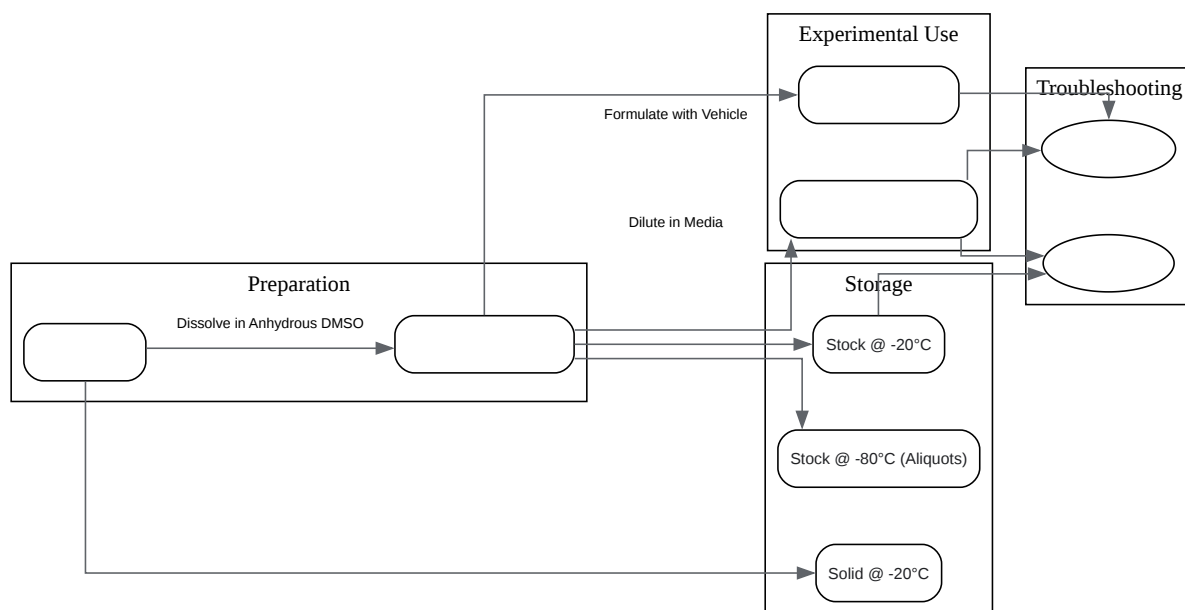 Experimental Use
Troubleshooting
Formulate with Vehicle
Dilute in Media
Preparation
Storage
Dissolve in Anhydrous DMSO
Stock @ -20°C
Stock @ -80°C (Aliquots)
Solid @ -20°C